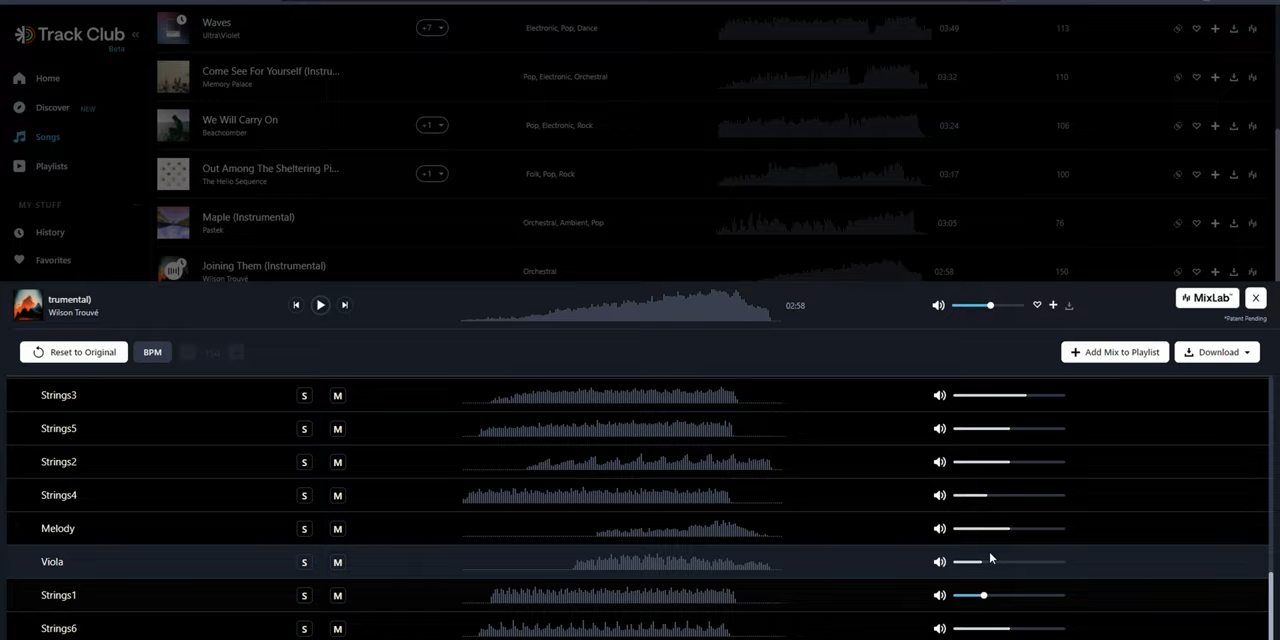 Track Club
Beta
Home
Discover NEW
Songs
Playlists
MY STUFF
History
Favorites
Waves
Ultra\Violet
+7
Electronic, Pop, Dance
03:49
113
Come See For Yourself (Instru...
Memory Palace
Pop, Electronic, Orchestral
03:32
110
We Will Carry On
Beachcomber
+1
Pop, Electronic, Rock
03:24
106
Out Among The Sheltering Pi...
The Helio Sequence
+1
Folk, Pop, Rock
03:17
100
Maple (Instrumental)
Pastek
Orchestral, Ambient, Pop
03:05
76
Joining Them (Instrumental)
Wilson Trouvé
Orchestral
02:58
150
trumental)
Wilson Trouvé
02:58
MixLab™
*Patent Pending
Reset to Original
BPM
Add Mix to Playlist
Download
Strings3 S M
Strings5 S M
Strings2 S M
Strings4 S M
Melody S M
Viola S M
Strings1 S M
Strings6 S M